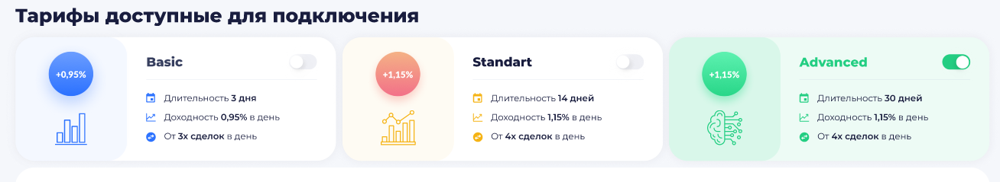 Тарифы доступные для подключения
+0,95%
Basic
Длительность 3 дня
Доходность 0,95% в день
От 3х сделок в день
+1,15%
Standart
Длительность 14 дней
Доходность 1,15% в день
От 4х сделок в день
+1,15%
Advanced
Длительность 30 дней
Доходность 1,15% в день
От 4х сделок в день